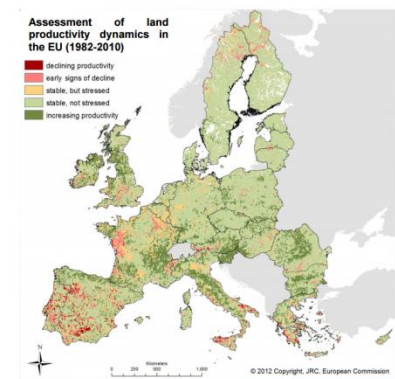 Assessment of land
productivity dynamics in
the EU (1982-2010)
declining productivity
early signs of decline
stable, but stressed
stable, not stressed
increasing productivity
N
Kilometers
0
250
500
1,000
© 2012 Copyright, JRC, European Commission